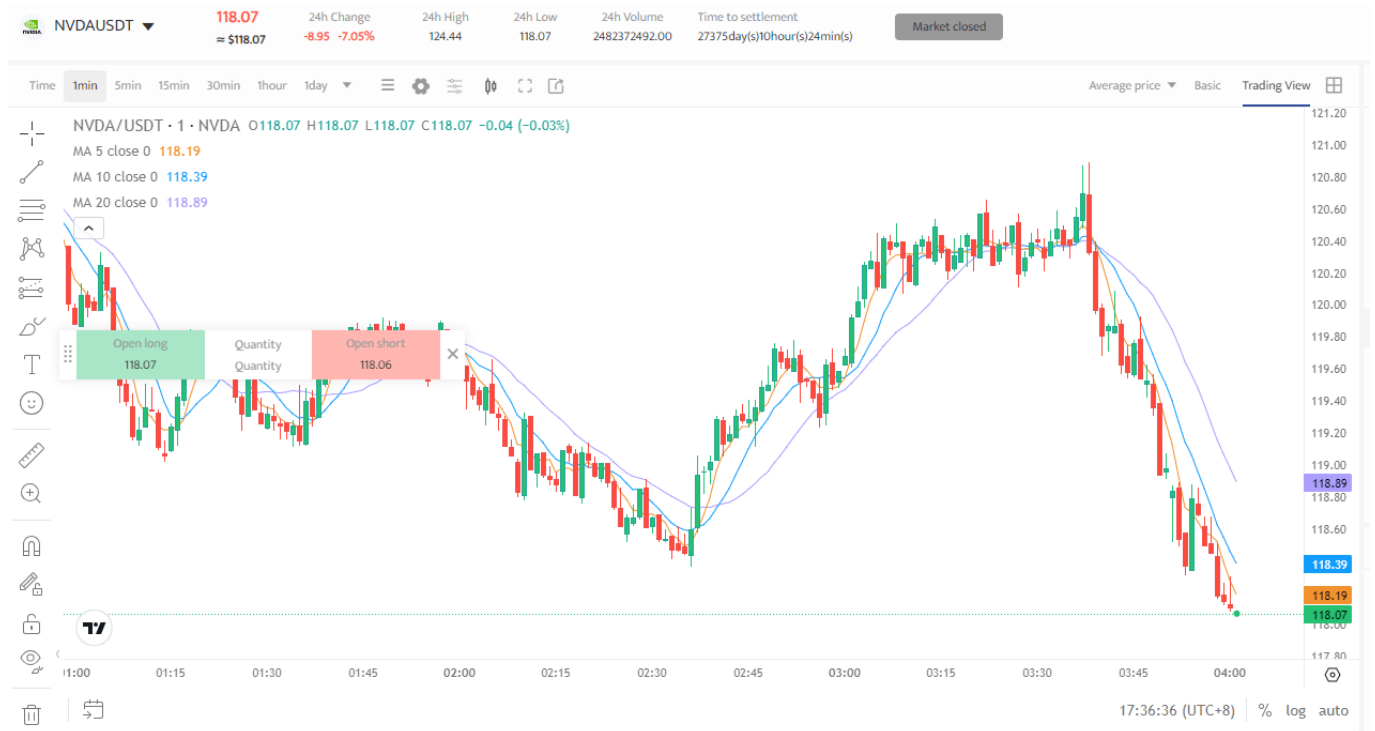 NVIDIA NVDAUSDT
118.07
≈ $118.07
24h Change
-8.95 -7.05%
24h High
124.44
24h Low
118.07
24h Volume
2482372492.00
Time to settlement
27375day(s)10hour(s)24min(s)
Market closed
Time 1min 5min 15min 30min 1hour 1day
Average price Basic Trading View
NVDA/USDT · 1 · NVDA O118.07 H118.07 L118.07 C118.07 −0.04 (−0.03%)
MA 5 close 0 118.19
MA 10 close 0 118.39
MA 20 close 0 118.89
Open long
118.07
Quantity
Quantity
Open short
118.06
121.20
121.00
120.80
120.60
120.40
120.20
120.00
119.80
119.60
119.40
119.20
119.00
118.89
118.80
118.60
118.39
118.19
118.07
118.00
117.80
01:15 01:30 01:45 02:00 02:15 02:30 02:45 03:00 03:15 03:30 03:45 04:00
17:36:36 (UTC+8) % log auto